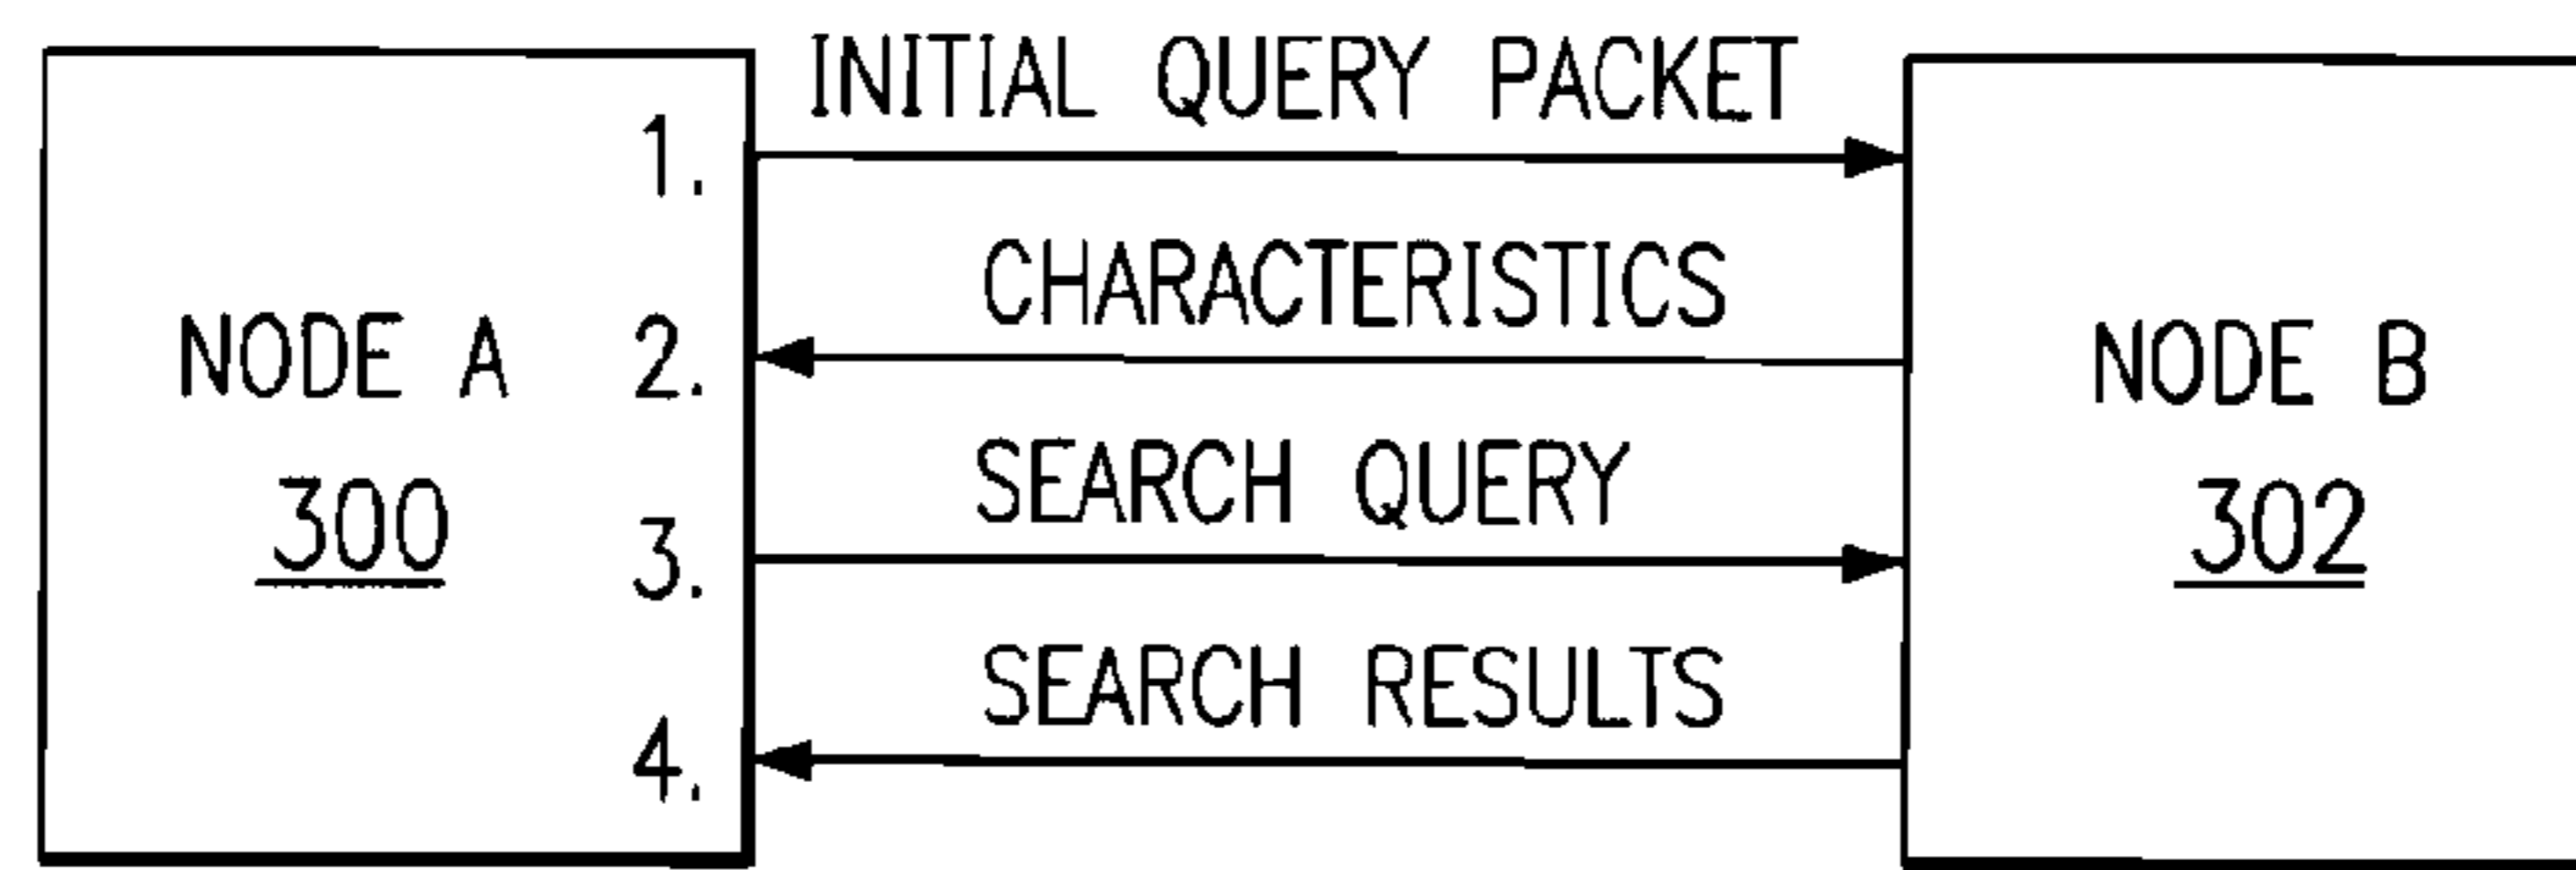 INITIAL QUERY PACKET
1.
CHARACTERISTICS
NODE A
2.
NODE B
SEARCH QUERY
300
3.
302
SEARCH RESULTS
4.